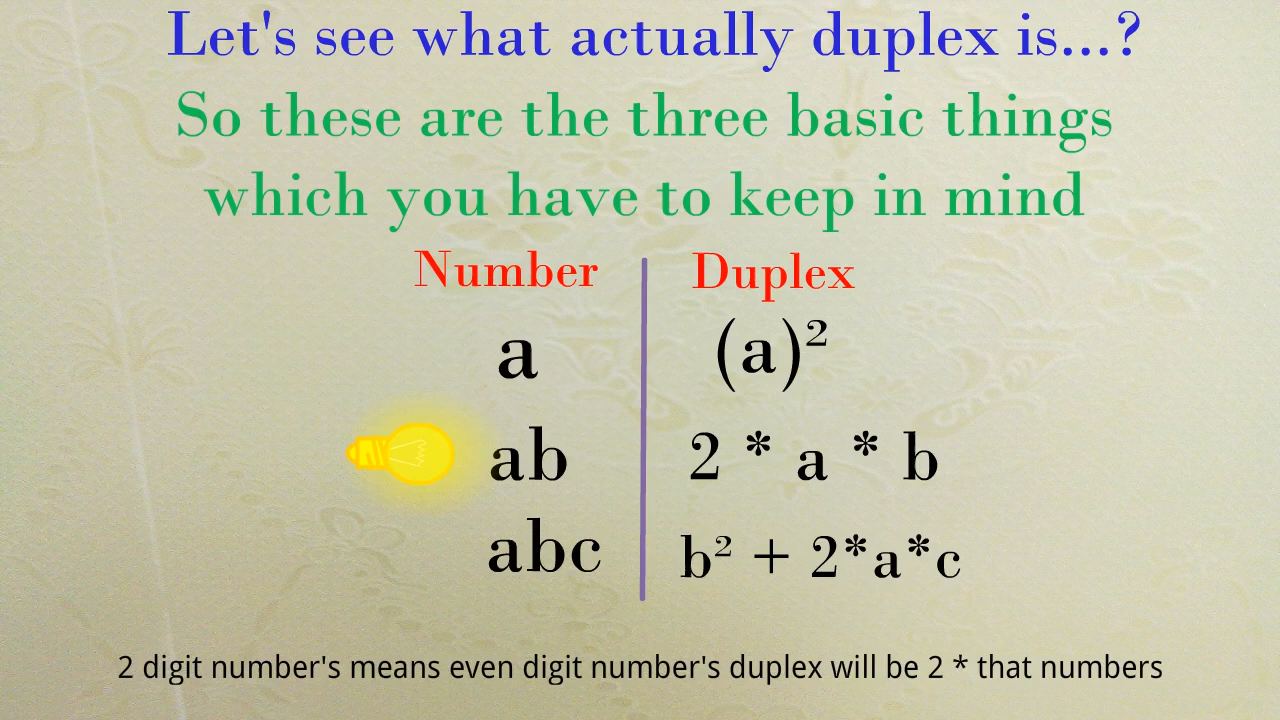 Let's see what actually duplex is...?
So these are the three basic things
which you have to keep in mind
Number Duplex
a (a)²
ab 2 * a * b
abc b² + 2*a*c
2 digit number's means even digit number's duplex will be 2 * that numbers